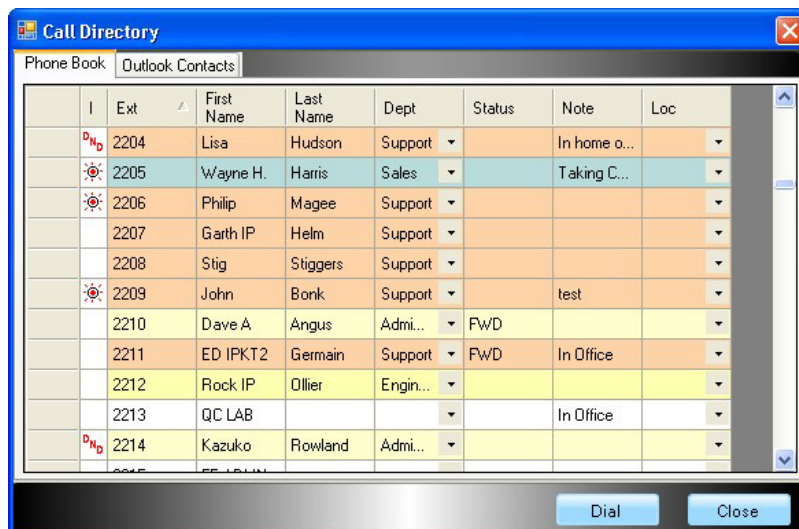 Call Directory
Phone Book Outlook Contacts
I Ext First Name Last Name Dept Status Note Loc
DND 2204 Lisa Hudson Support In home o...
2205 Wayne H. Harris Sales Taking C...
2206 Philip Magee Support
2207 Garth IP Helm Support
2208 Stig Stiggers Support
2209 John Bonk Support test
2210 Dave A Angus Admi... FWD
2211 ED IPKT2 Germain Support FWD In Office
2212 Rock IP Ollier Engin...
2213 QC LAB In Office
DND 2214 Kazuko Rowland Admi...
Dial Close